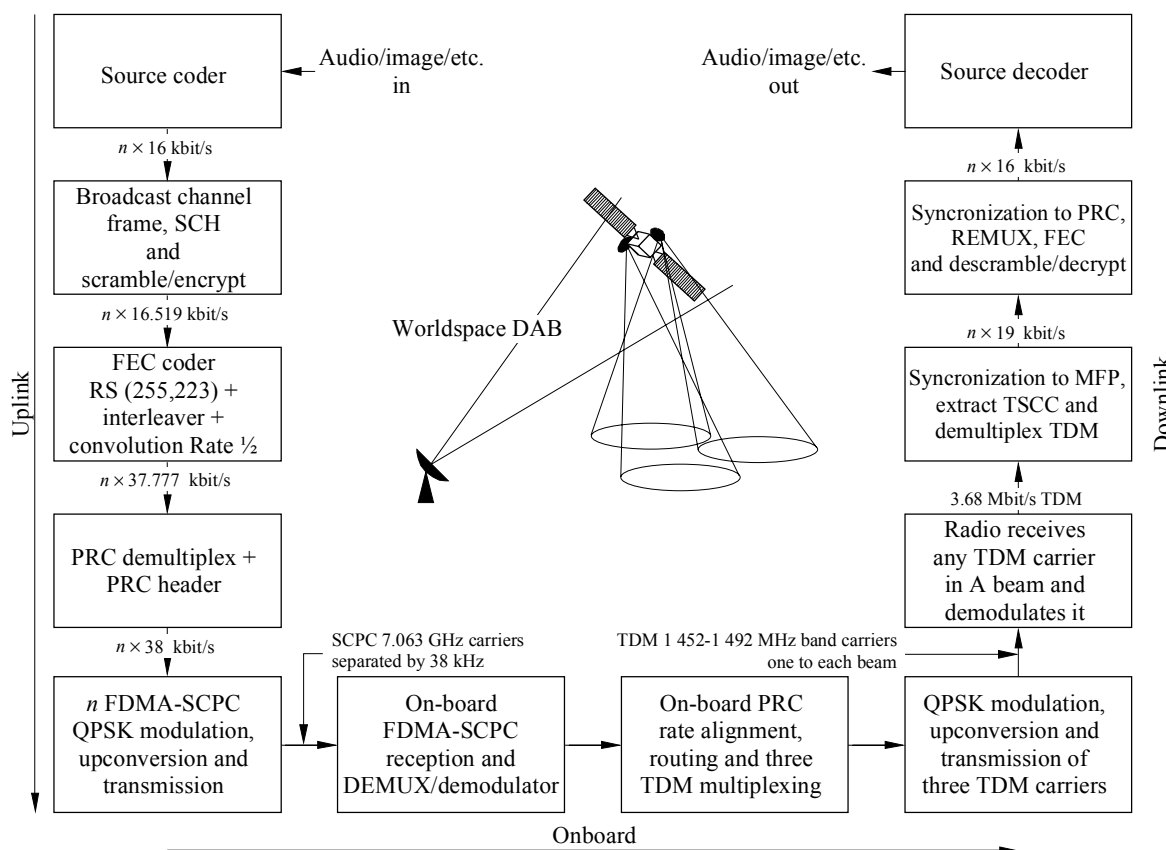 Source coder
Audio/image/etc.
in
Audio/image/etc.
out
Source decoder
n × 16 kbit/s
n × 16 kbit/s
Broadcast channel
frame, SCH
and
scramble/encrypt
Syncronization to PRC,
REMUX, FEC
and descramble/decrypt
n × 16.519 kbit/s
Worldspace DAB
n × 19 kbit/s
Uplink
FEC coder
RS (255,223) +
interleaver +
convolution Rate ½
Syncronization to MFP,
extract TSCC and
demultiplex TDM
Downlink
n × 37.777 kbit/s
3.68 Mbit/s TDM
PRC demultiplex +
PRC header
Radio receives
any TDM carrier
in A beam and
demodulates it
n × 38 kbit/s
SCPC 7.063 GHz carriers
separated by 38 kHz
TDM 1 452-1 492 MHz band carriers
one to each beam
n FDMA-SCPC
QPSK modulation,
upconversion and
transmission
On-board
FDMA-SCPC
reception and
DEMUX/demodulator
On-board PRC
rate alignment,
routing and three
TDM multiplexing
QPSK modulation,
upconversion and
transmission of
three TDM carriers
Onboard